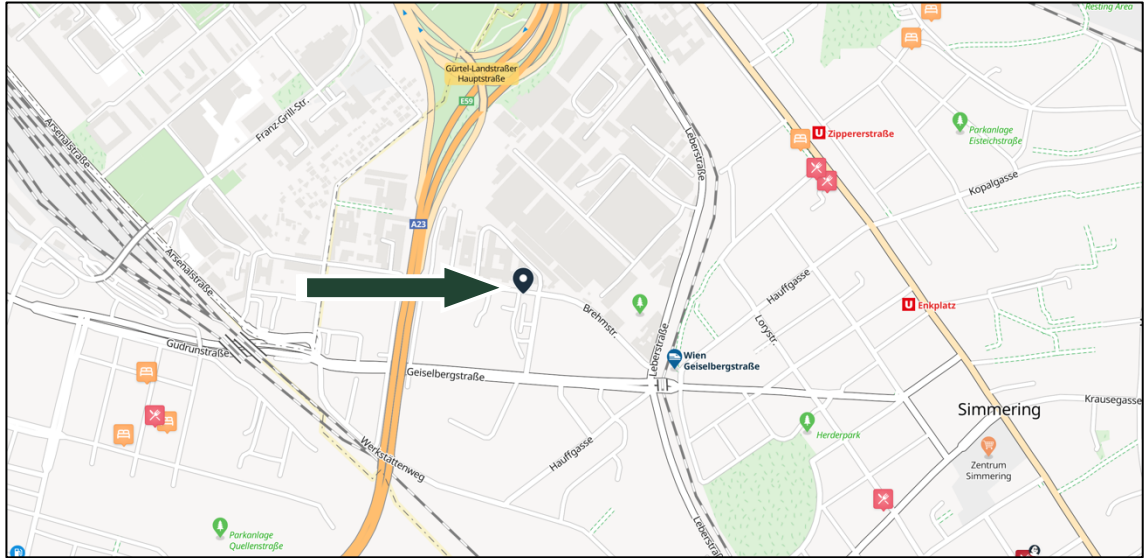 Resting Area
Gürtel-Landstraßer
Hauptstraße
E59
Franz-Grill-Str.
Arsenalstraße
Leberstraße
U Zippererstraße
Parkanlage
Eisteichstraße
Kopalgasse
A23
Arsenalstraße
Hauffgasse
U Enkplatz
Brehmstr.
Lorystr.
Gudrunstraße
Leberstraße
Wien
Geiselbergstraße
Geiselbergstraße
Krausegasse
Simmering
Herderpark
Hauffgasse
Werkstättenweg
Zentrum
Simmering
Leberstraße
Parkanlage
Quellenstraße